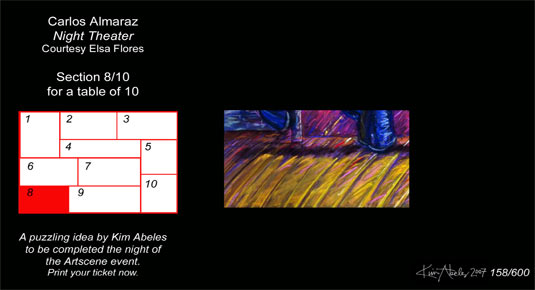 Carlos Almaraz
Night Theater
Courtesy Elsa Flores
Section 8/10
for a table of 10
1
2
3
4
5
6
7
8
9
10
A puzzling idea by Kim Abeles
to be completed the night of
the Artscene event.
Print your ticket now.
Kim Abeles 2007 158/600